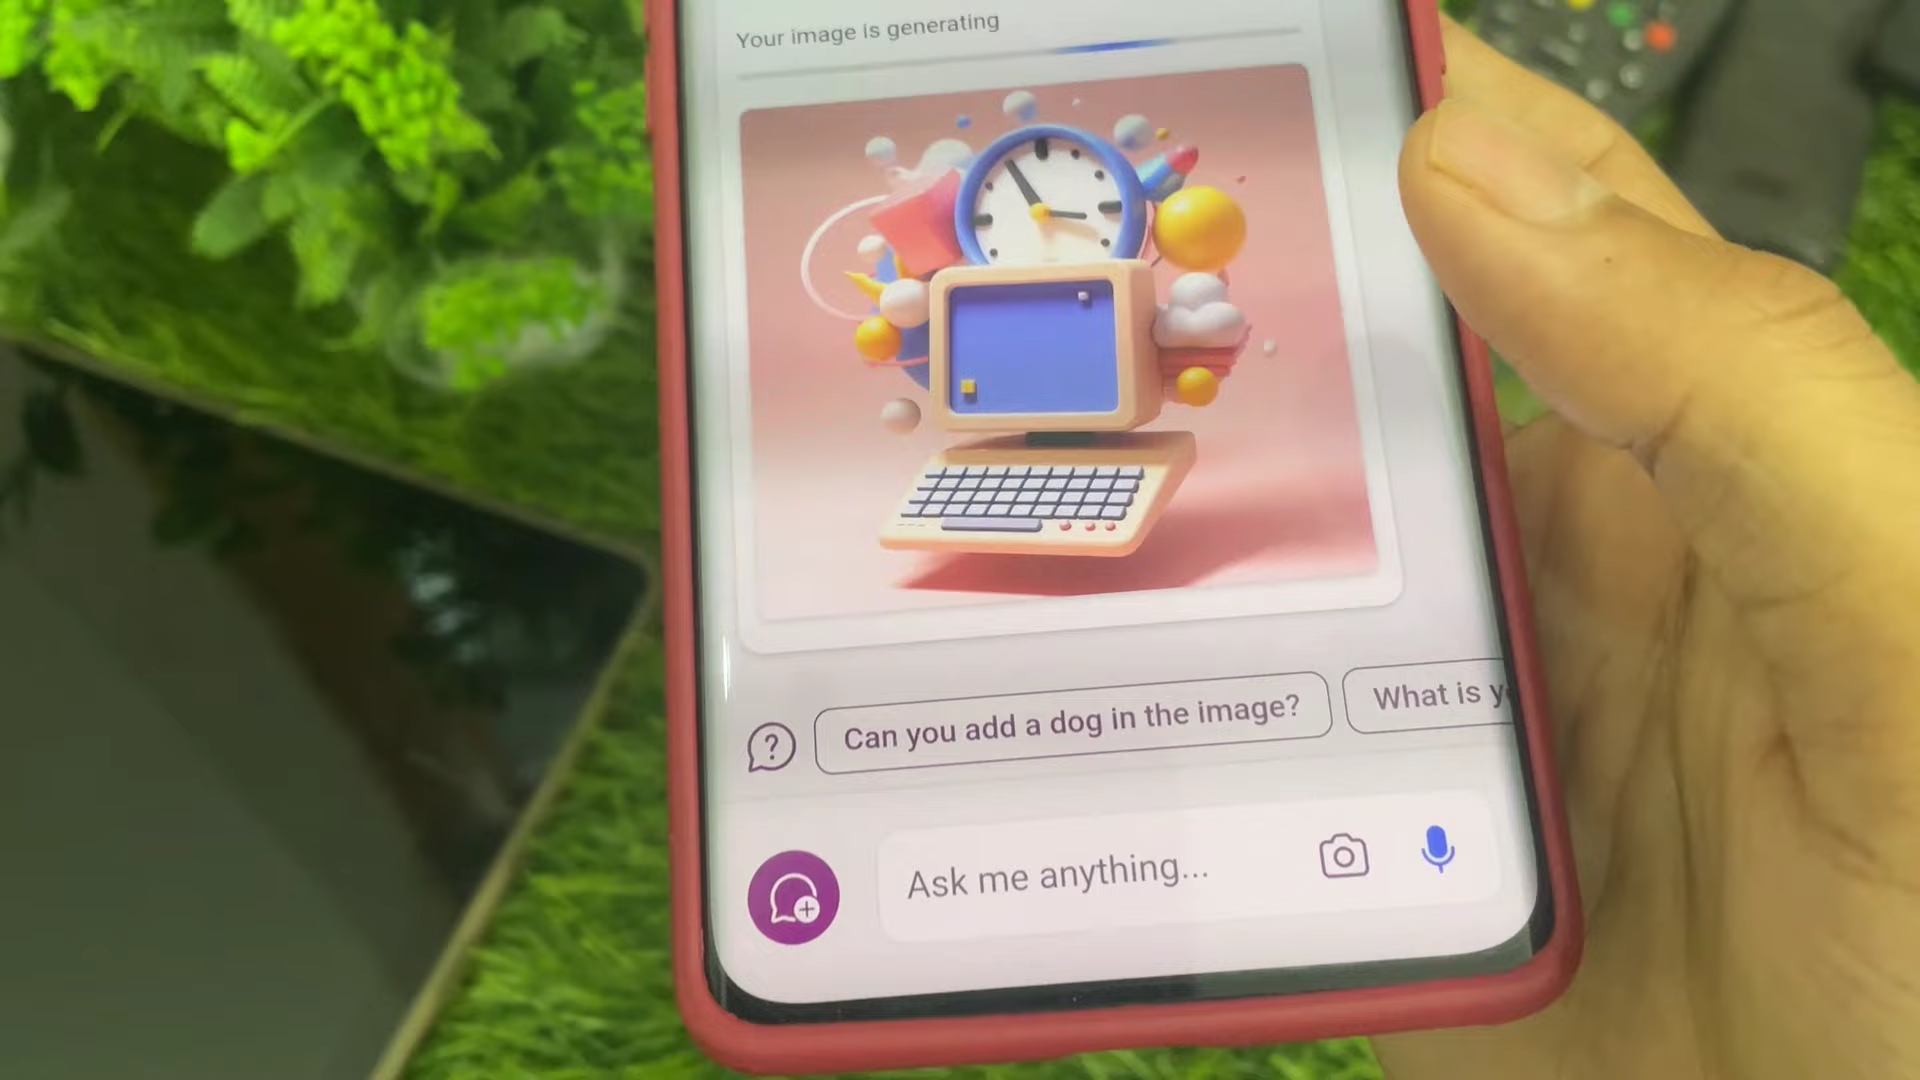 Your image is generating
Can you add a dog in the image?
What is
Ask me anything...